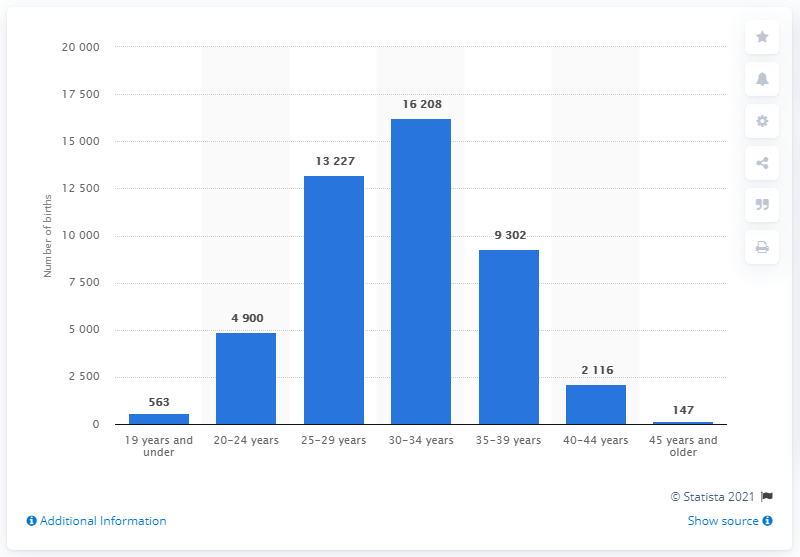 20 000
17 500
15 000
12 500
10 000
7 500
5 000
2 500
0
Number of births
563
4 900
13 227
16 208
9 302
2 116
147
19 years and
under
20–24 years
25–29 years
30–34 years
35–39 years
40–44 years
45 years and
older
© Statista 2021
Additional Information
Show source